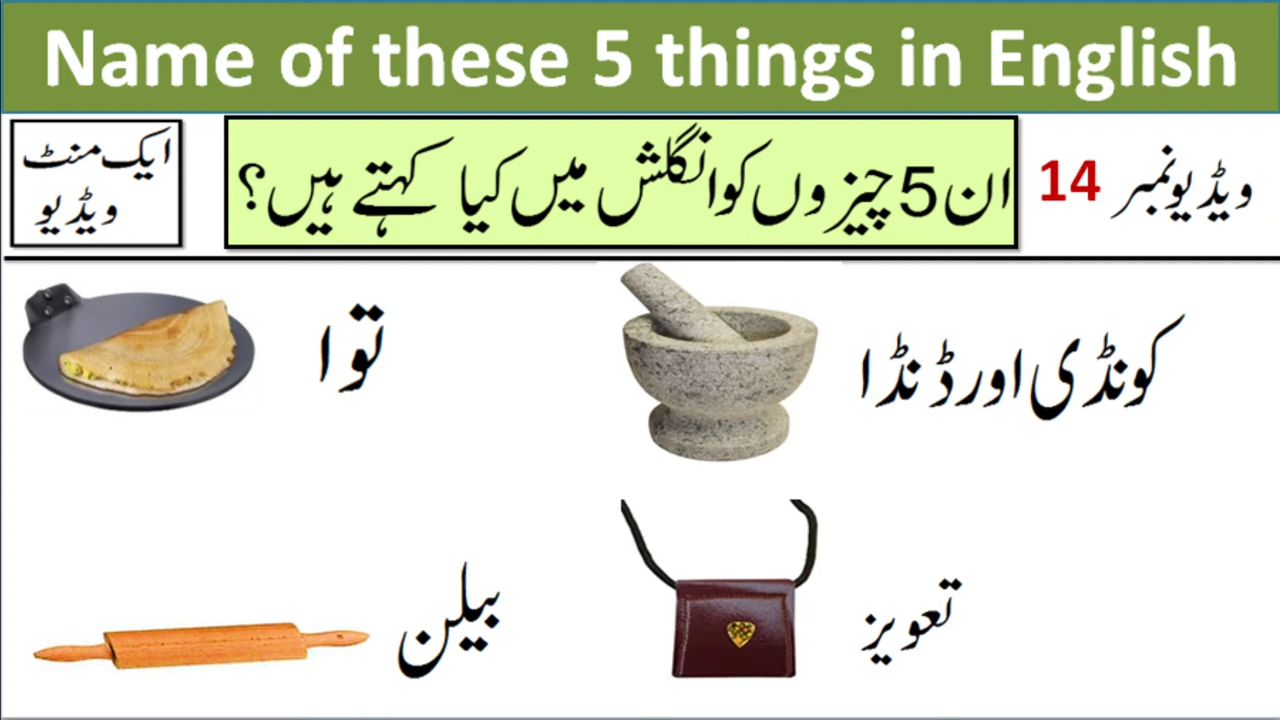 Name of these 5 things in English
ویڈیو نمبر 14
ان 5 چیزوں کو انگلش میں کیا کہتے ہیں؟
ایک منٹ
ویڈیو
کونڈی اور ڈنڈا
توا
تعویز
بیلن